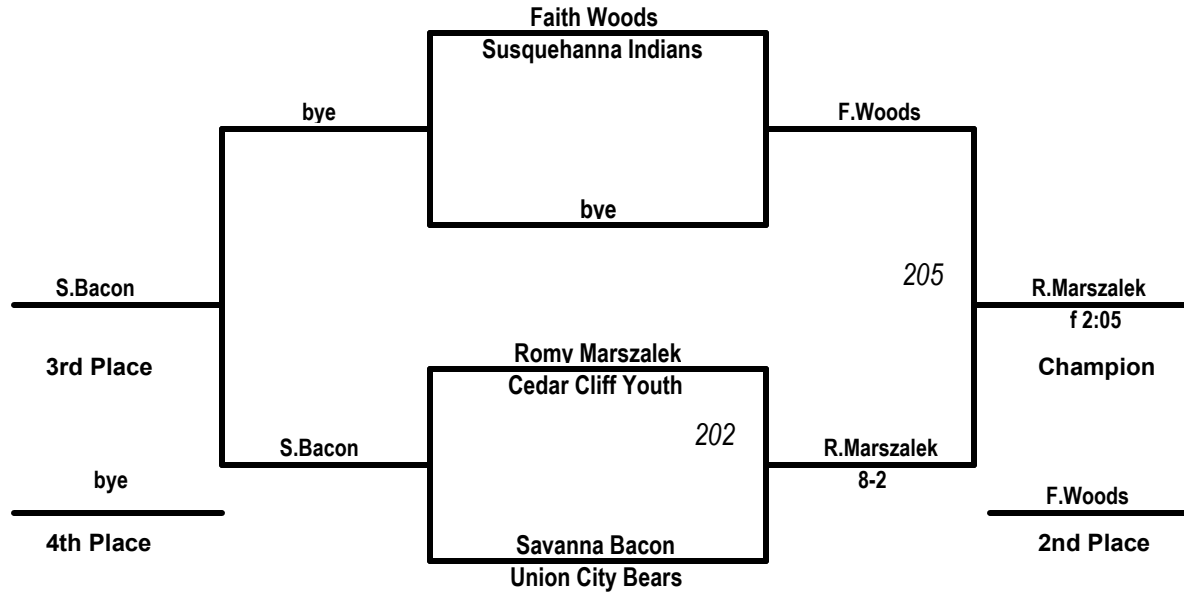 Faith Woods
Susquehanna Indians
bye
F.Woods
bye
205
S.Bacon
R.Marszalek
f 2:05
3rd Place
Champion
Romy Marszalek
Cedar Cliff Youth
202
S.Bacon
R.Marszalek
8-2
bye
F.Woods
4th Place
2nd Place
Savanna Bacon
Union City Bears